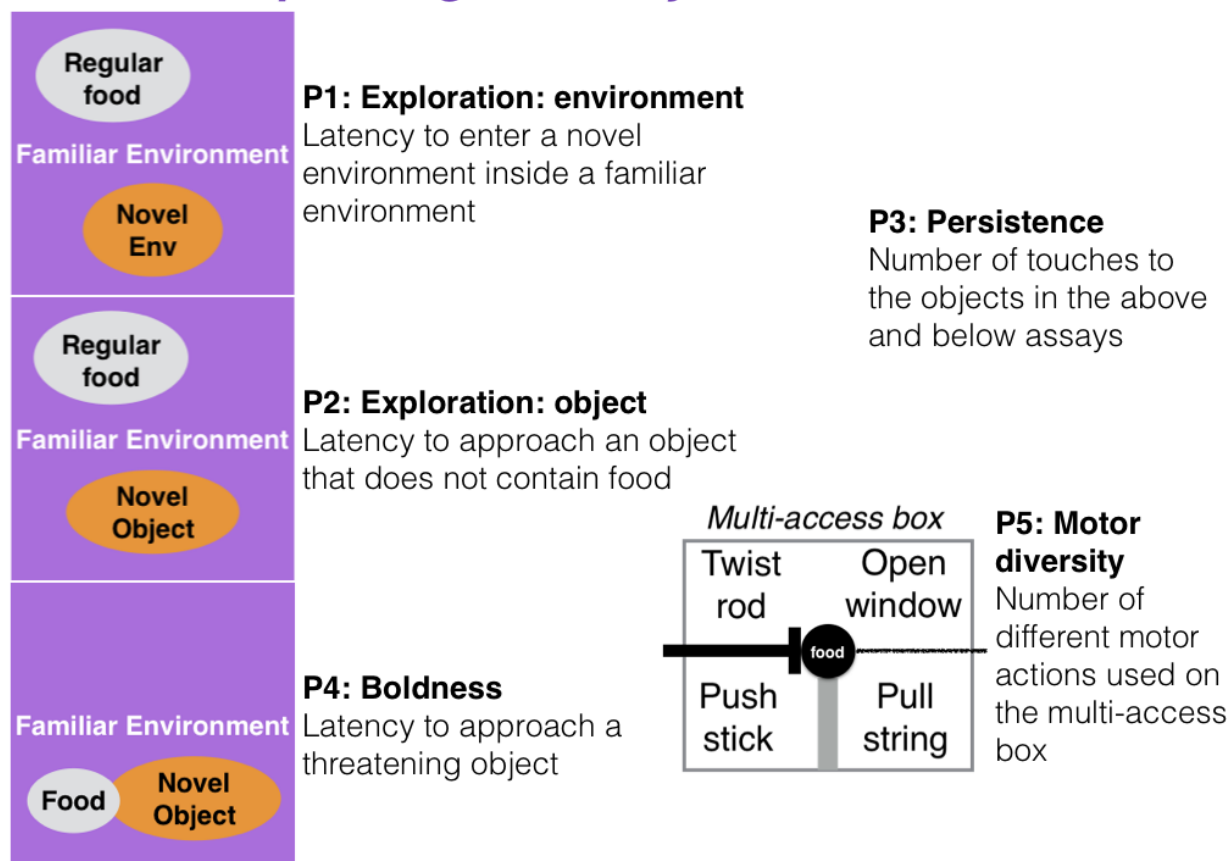 Regular
food
Familiar Environment
Novel
Env
P1: Exploration: environment
Latency to enter a novel
environment inside a familiar
environment
P3: Persistence
Number of touches to
the objects in the above
and below assays
Regular
food
Familiar Environment
Novel
Object
P2: Exploration: object
Latency to approach an object
that does not contain food
Multi-access box
Twist
rod
Open
window
food
Push
stick
Pull
string
P5: Motor
diversity
Number of
different motor
actions used on
the multi-access
box
Familiar Environment
Food
Novel
Object
P4: Boldness
Latency to approach a
threatening object